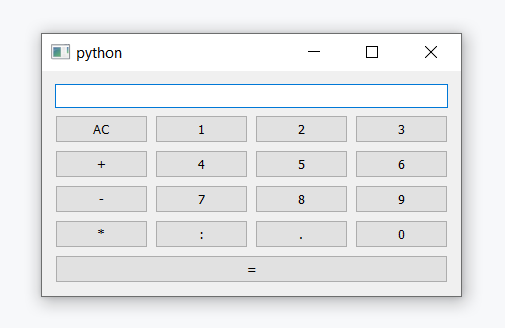 python
AC 1 2 3
+ 4 5 6
- 7 8 9
* : . 0
=